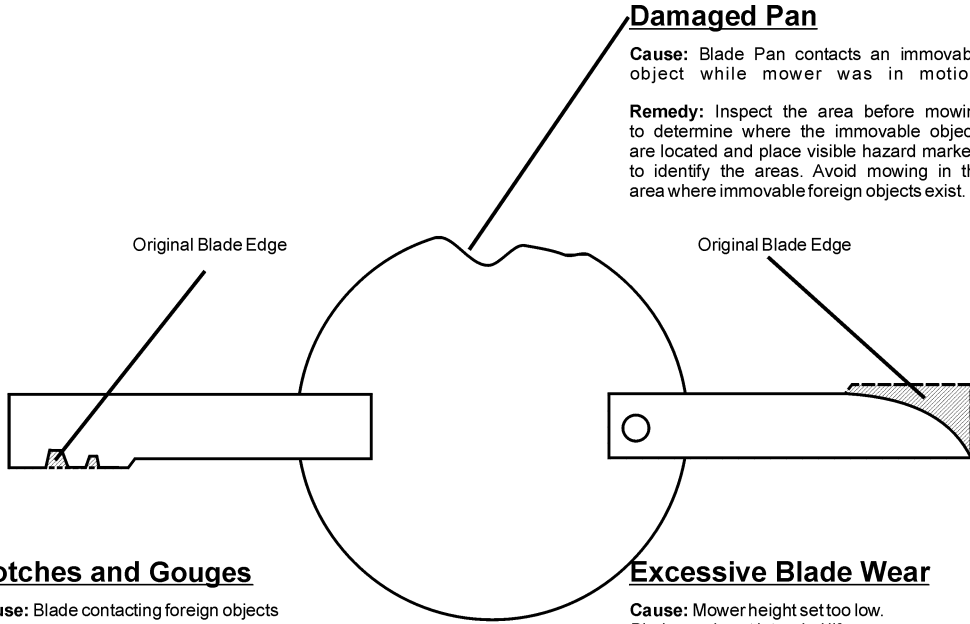 Damaged Pan
Cause: Blade Pan contacts an immovab
object while mower was in motio
Remedy: Inspect the area before mowin
to determine where the immovable objec
are located and place visible hazard marke
to identify the areas. Avoid mowing in th
area where immovable foreign objects exist.
Original Blade Edge
Original Blade Edge
otches and Gouges
use: Blade contacting foreign objects
Excessive Blade Wear
Cause: Mower height set too low.